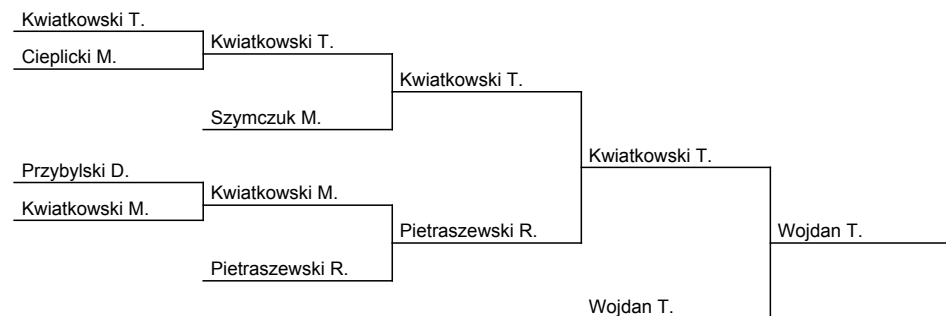 Kwiatkowski T.
Kwiatkowski T.
Cieplicki M.
Kwiatkowski T.
Szymczuk M.
Kwiatkowski T.
Przybylski D.
Kwiatkowski M.
Kwiatkowski M.
Pietraszewski R.
Wojdan T.
Pietraszewski R.
Wojdan T.